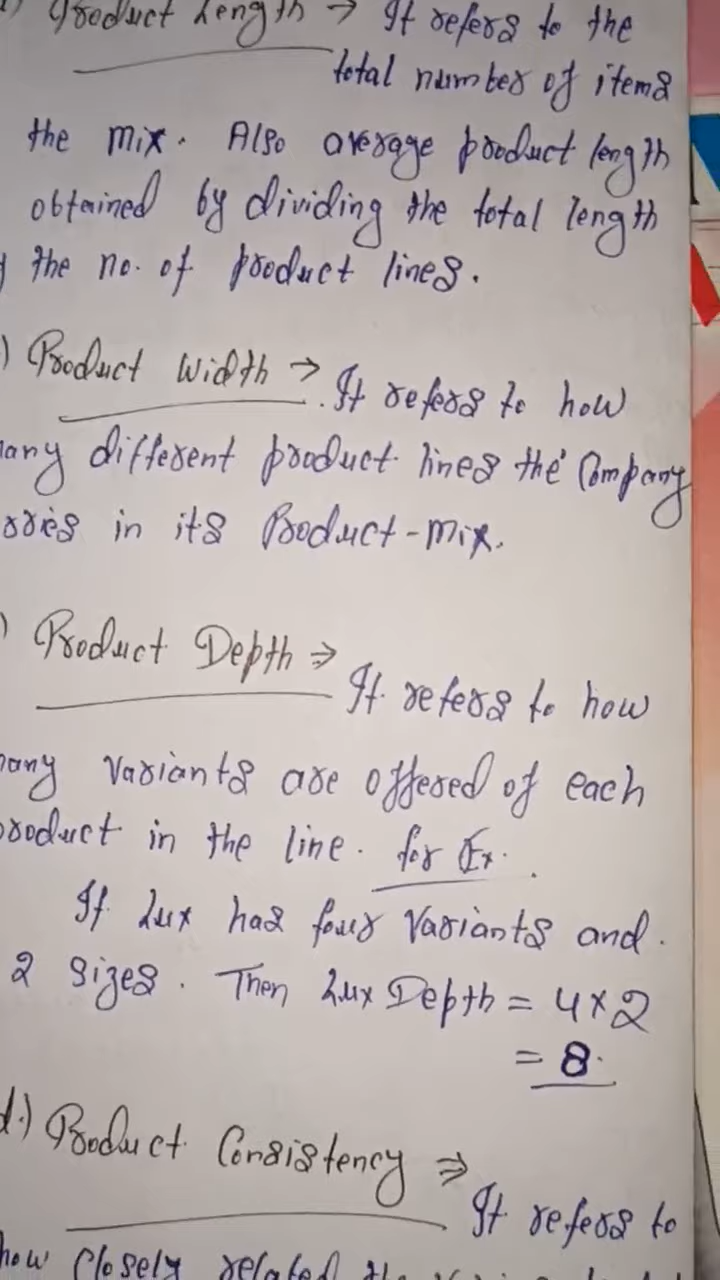 Product Length → It refers to the
total number of items
the mix. Also average product length
obtained by dividing the total length
the no. of product lines.
) Product Width → It refers to how
many different product lines the Company
in its Product-mix.
) Product Depth ⇒ It refers to how
many Variants are offered of each
product in the line. for Ex.
If Lux has four Variants and.
2 Sizes. Then Lux Depth = 4×2
= 8.
d.) Product Consistency ⇒ It refers to
how closely related the